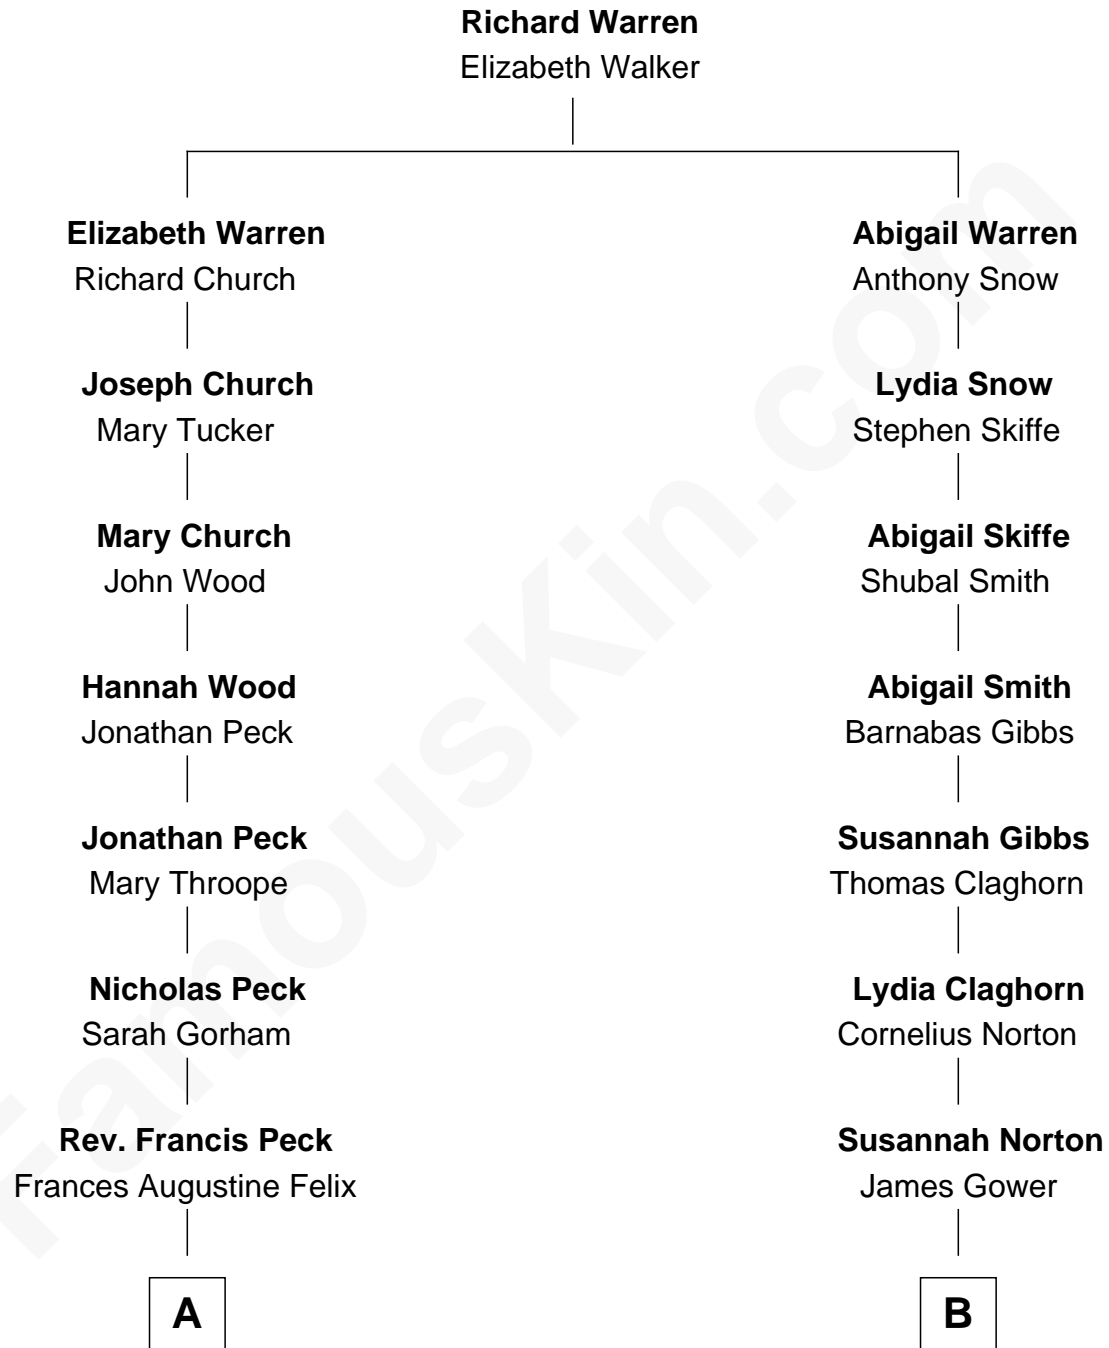 Richard Warren
Elizabeth Walker
Elizabeth Warren
Richard Church
Abigail Warren
Anthony Snow
Joseph Church
Mary Tucker
Lydia Snow
Stephen Skiffe
Mary Church
John Wood
Abigail Skiffe
Shubal Smith
Hannah Wood
Jonathan Peck
Abigail Smith
Barnabas Gibbs
Jonathan Peck
Mary Throope
Susannah Gibbs
Thomas Claghorn
Nicholas Peck
Sarah Gorham
Lydia Claghorn
Cornelius Norton
Rev. Francis Peck
Frances Augustine Felix
Susannah Norton
James Gower
A
B
FamousKin.com